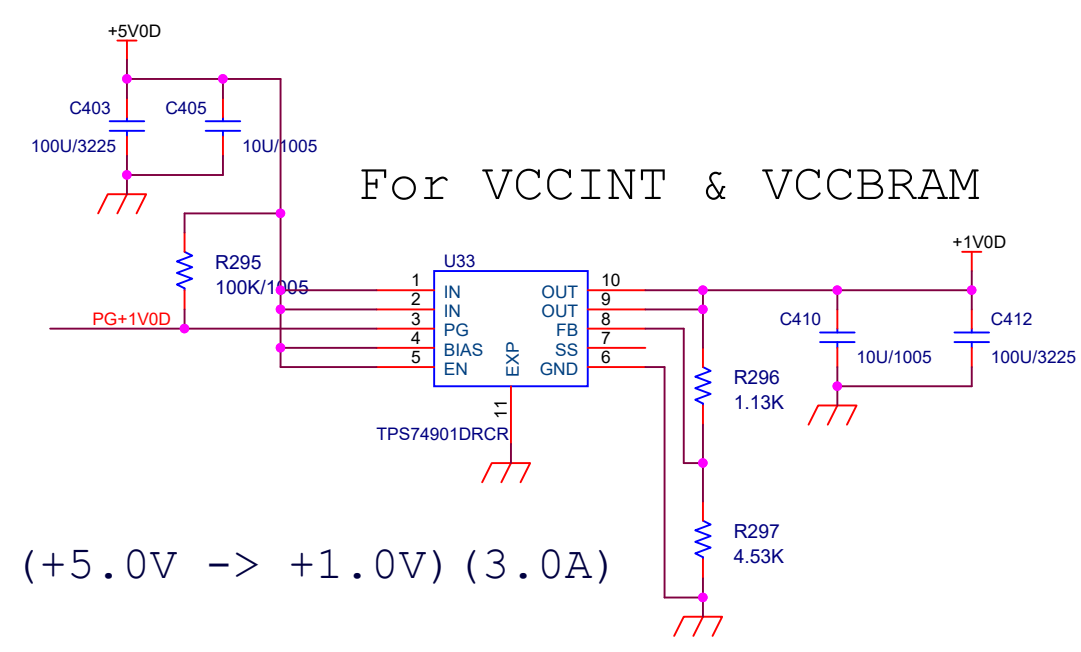 +5V0D
C403
C405
100U/3225
10U/1005
For VCCINT & VCCBRAM
+1V0D
R295
100K/1005
U33
PG+1V0D
1
IN
OUT
10
2
IN
OUT
9
3
PG
FB
8
4
BIAS
SS
7
5
EN
GND
6
EXP
11
TPS74901DRCR
C410
10U/1005
C412
100U/3225
R296
1.13K
R297
4.53K
(+5.0V -> +1.0V)(3.0A)